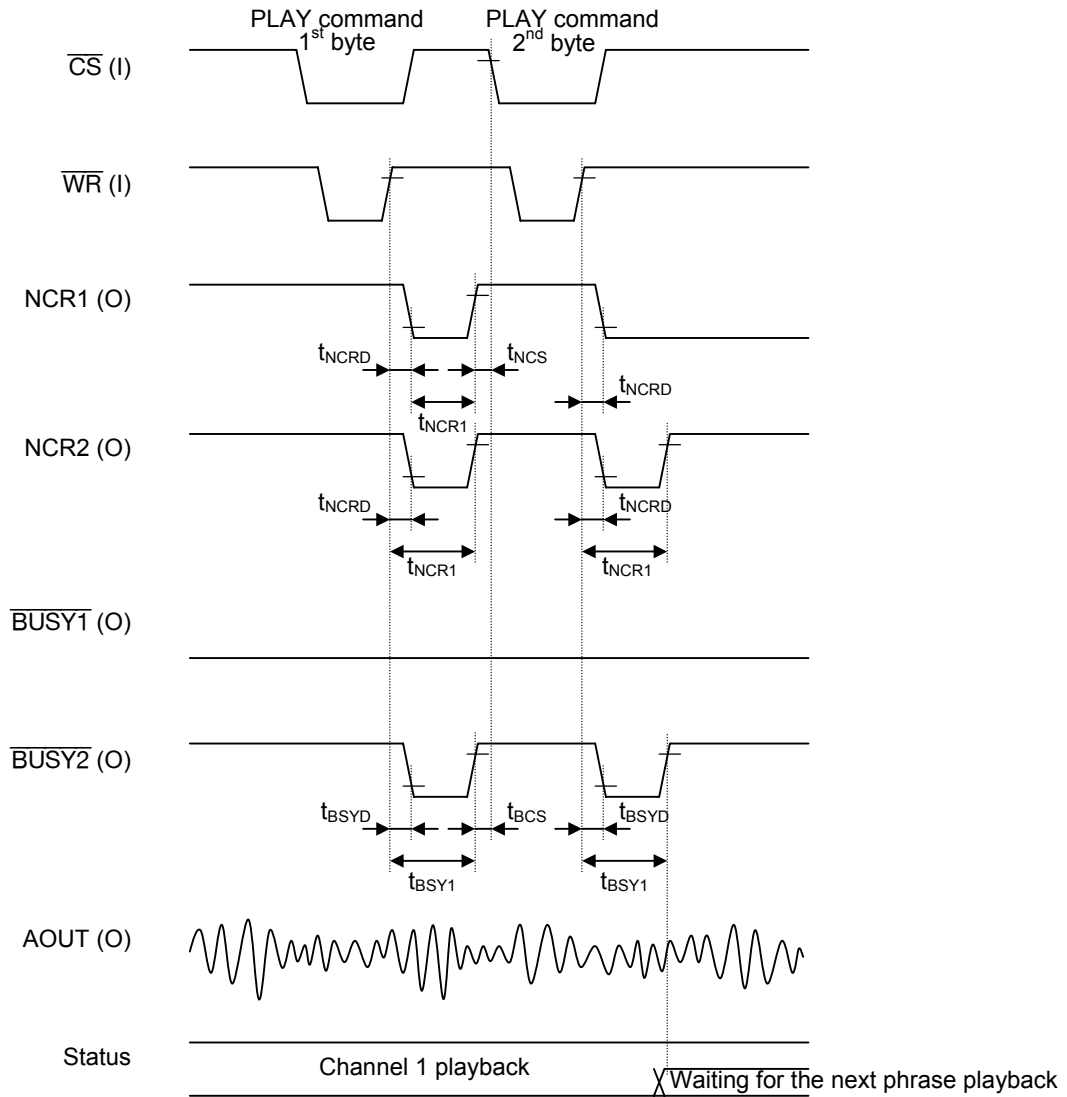 PLAY command
1st byte
PLAY command
2nd byte
CS (I)
WR (I)
NCR1 (O)
tNCRD
tNCS
tNCRD
tNCR1
NCR2 (O)
tNCRD
tNCRD
tNCR1
tNCR1
BUSY1 (O)
BUSY2 (O)
tBSYD
tBCS
tBSYD
tBSY1
tBSY1
AOUT (O)
Status
Channel 1 playback
Waiting for the next phrase playback